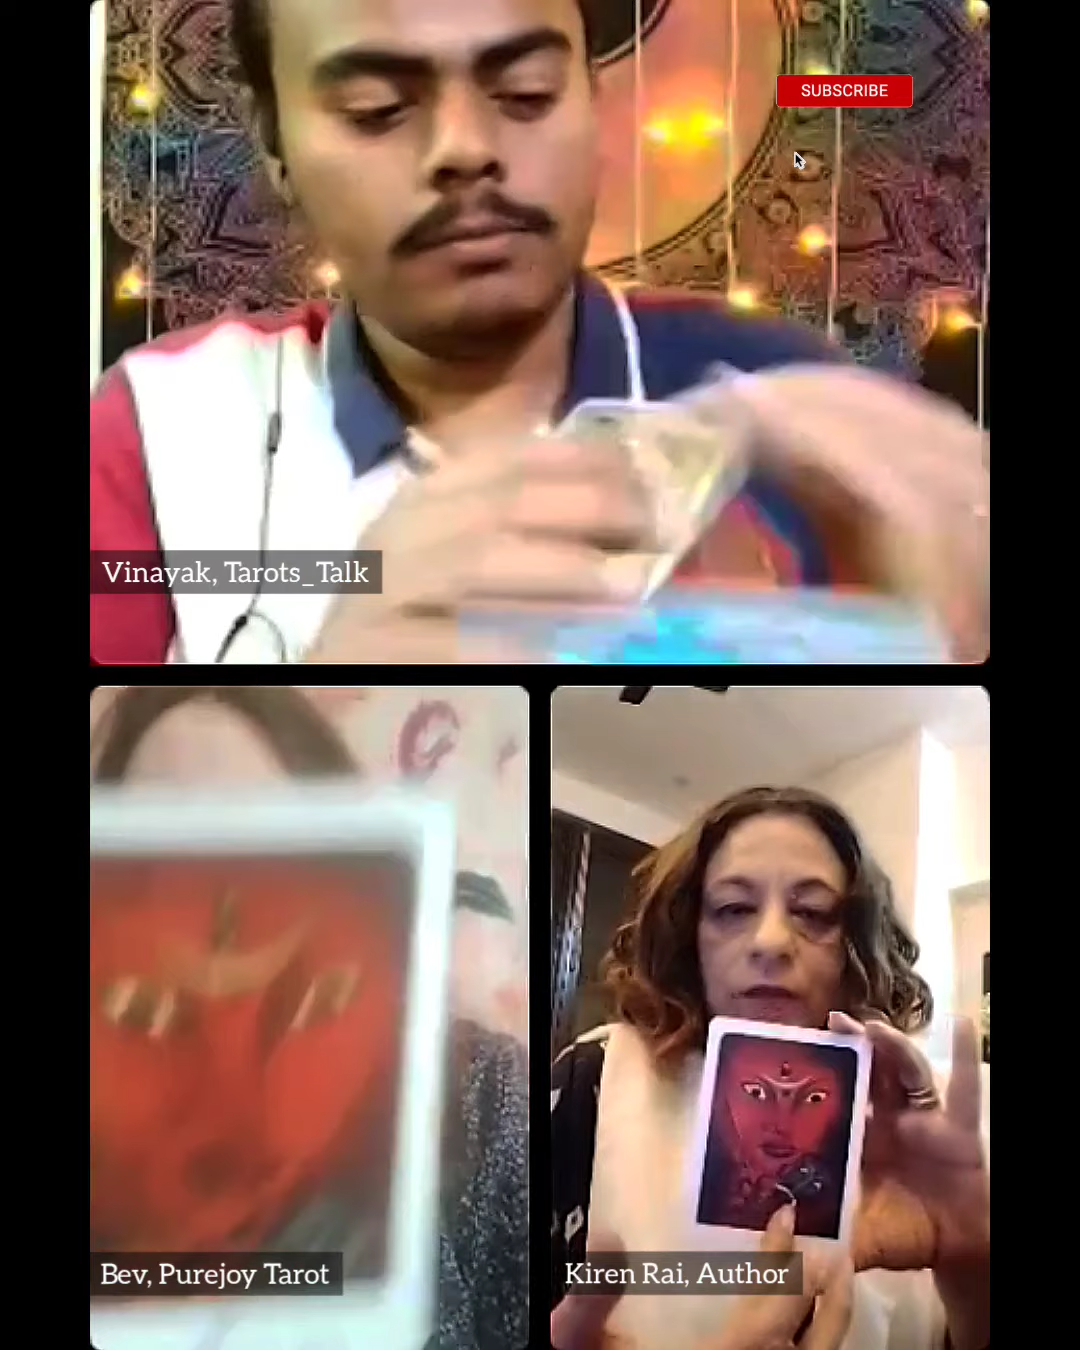 SUBSCRIBE
Vinayak, Tarots_Talk
Bev, Purejoy Tarot
Kiren Rai, Author